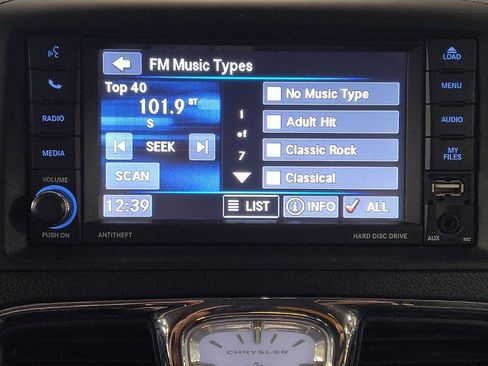 FM Music Types
LOAD
Top 40
No Music Type
MENU
101.9 ST
1
Adult Hit
RADIO
S
of
AUDIO
SEEK
Classic Rock
MEDIA
7
MY
FILES
SCAN
Classical
VOLUME
12:39
LIST
INFO
ALL
PUSH ON
ANTITHEFT
HARD DISC DRIVE
AUX
CHRYSLER